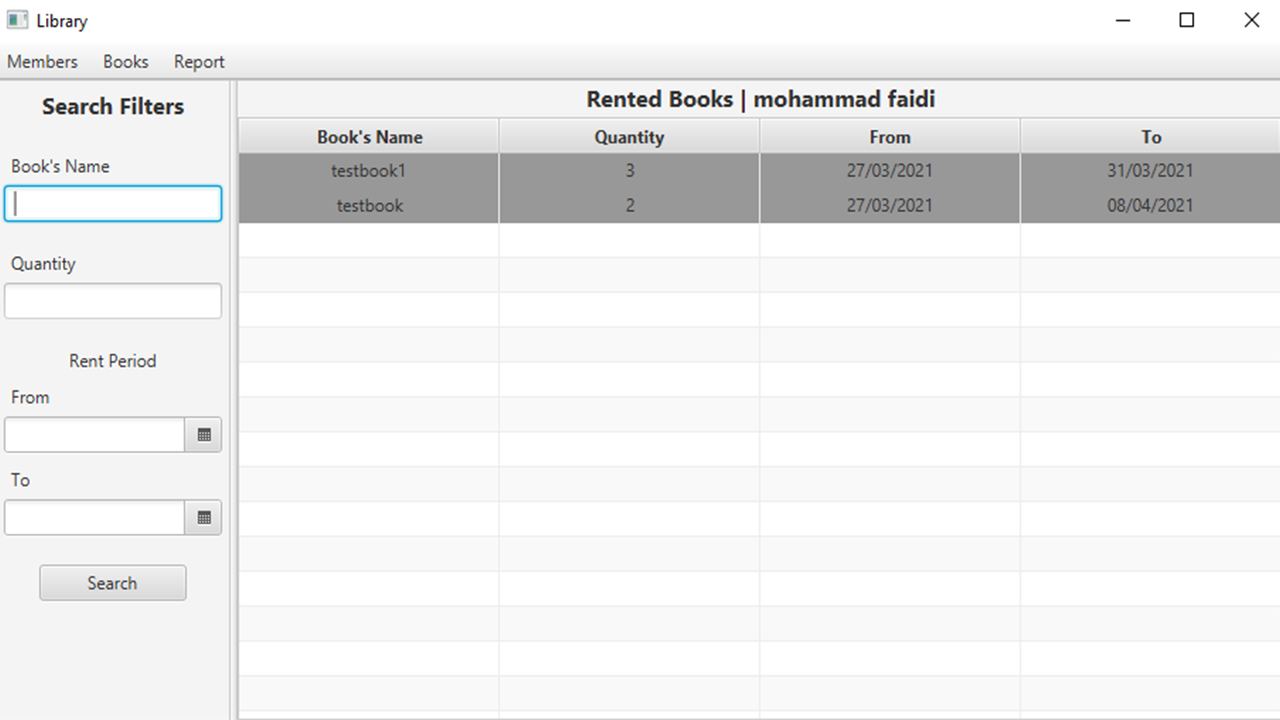 Library
Members Books Report
Search Filters
Book's Name
Quantity
Rent Period
From
To
Search
Rented Books | mohammad faidi
Book's Name Quantity From To
testbook1 3 27/03/2021 31/03/2021
testbook 2 27/03/2021 08/04/2021